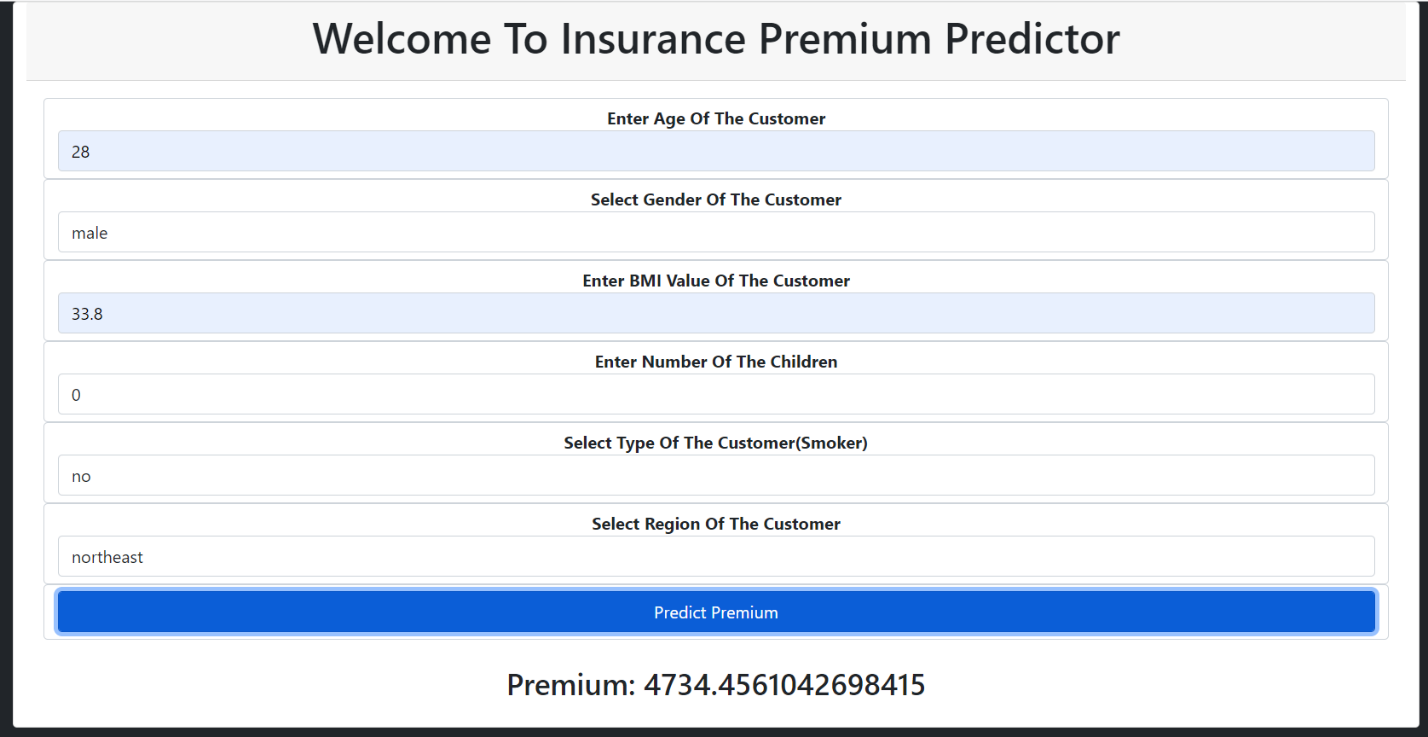 Welcome To Insurance Premium Predictor
Enter Age Of The Customer
28
Select Gender Of The Customer
male
Enter BMI Value Of The Customer
33.8
Enter Number Of The Children
0
Select Type Of The Customer(Smoker)
no
Select Region Of The Customer
northeast
Predict Premium
Premium: 4734.4561042698415